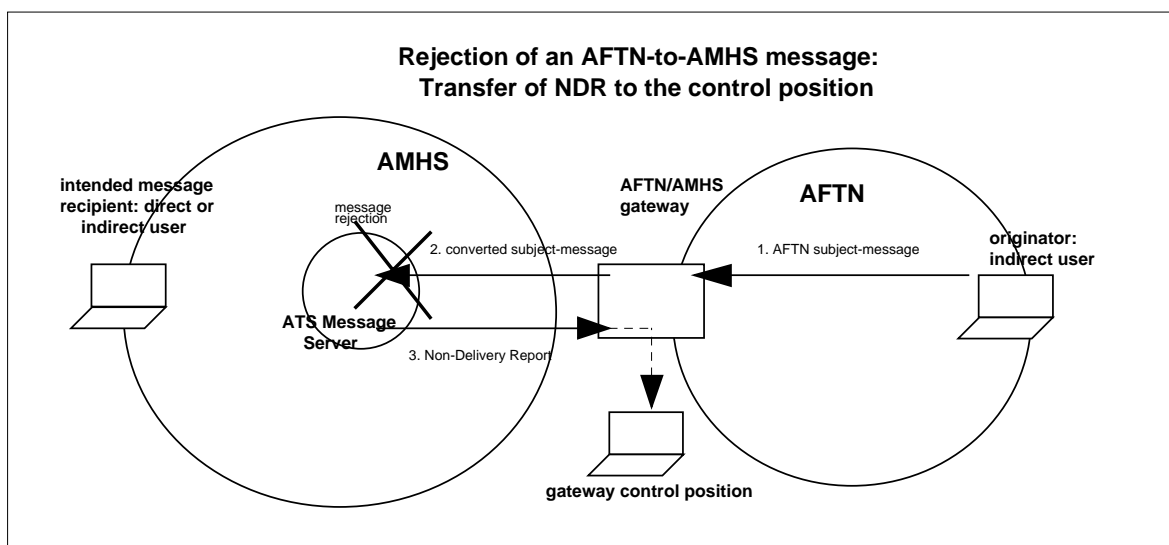 Rejection of an AFTN-to-AMHS message:
Transfer of NDR to the control position
AMHS
intended message
recipient: direct or
indirect user
message
rejection
AFTN/AMHS
gateway
AFTN
originator:
indirect user
2. converted subject-message
1. AFTN subject-message
ATS Message
Server
3. Non-Delivery Report
gateway control position